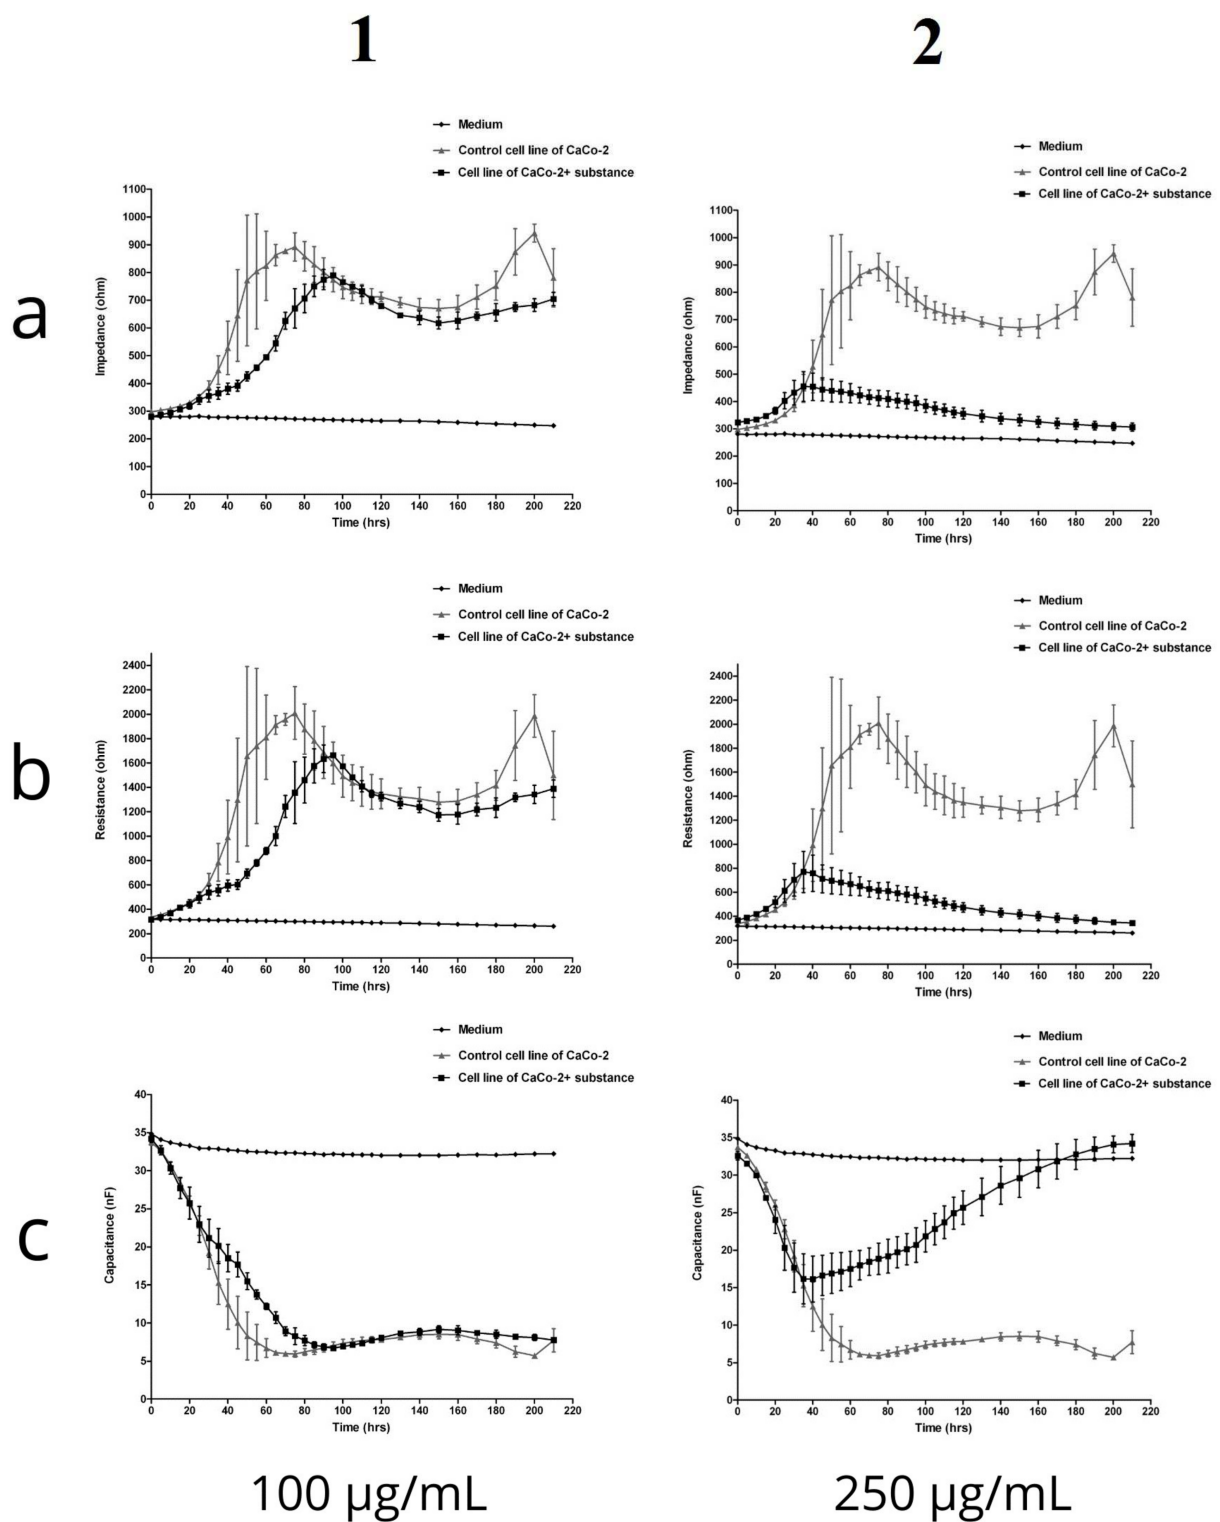 1
2
Medium
Control cell line of CaCo-2
Cell line of CaCo-2+ substance
1100
1000
900
800
700
600
500
400
300
200
100
0
Impedance (ohm)
0 20 40 60 80 100 120 140 160 180 200 220
Time (hrs)
Medium
Control cell line of CaCo-2
Cell line of CaCo-2+ substance
1100
1000
900
800
700
600
500
400
300
200
100
0
Impedance (ohm)
0 20 40 60 80 100 120 140 160 180 200 220
Time (hrs)
a
Medium
Control cell line of CaCo-2
Cell line of CaCo-2+ substance
2400
2200
2000
1800
1600
1400
1200
1000
800
600
400
200
0
Resistance (ohm)
0 20 40 60 80 100 120 140 160 180 200 220
Time (hrs)
Medium
Control cell line of CaCo-2
Cell line of CaCo-2+ substance
2400
2200
2000
1800
1600
1400
1200
1000
800
600
400
200
0
Resistance (ohm)
0 20 40 60 80 100 120 140 160 180 200 220
Time (hrs)
b
Medium
Control cell line of CaCo-2
Cell line of CaCo-2+ substance
40
35
30
25
20
15
10
5
0
Capacitance (nF)
0 20 40 60 80 100 120 140 160 180 200 220
Time (hrs)
Medium
Control cell line of CaCo-2
Cell line of CaCo-2+ substance
40
35
30
25
20
15
10
5
0
Capacitance (nF)
0 20 40 60 80 100 120 140 160 180 200 220
Time (hrs)
c
100 µg/mL
250 µg/mL